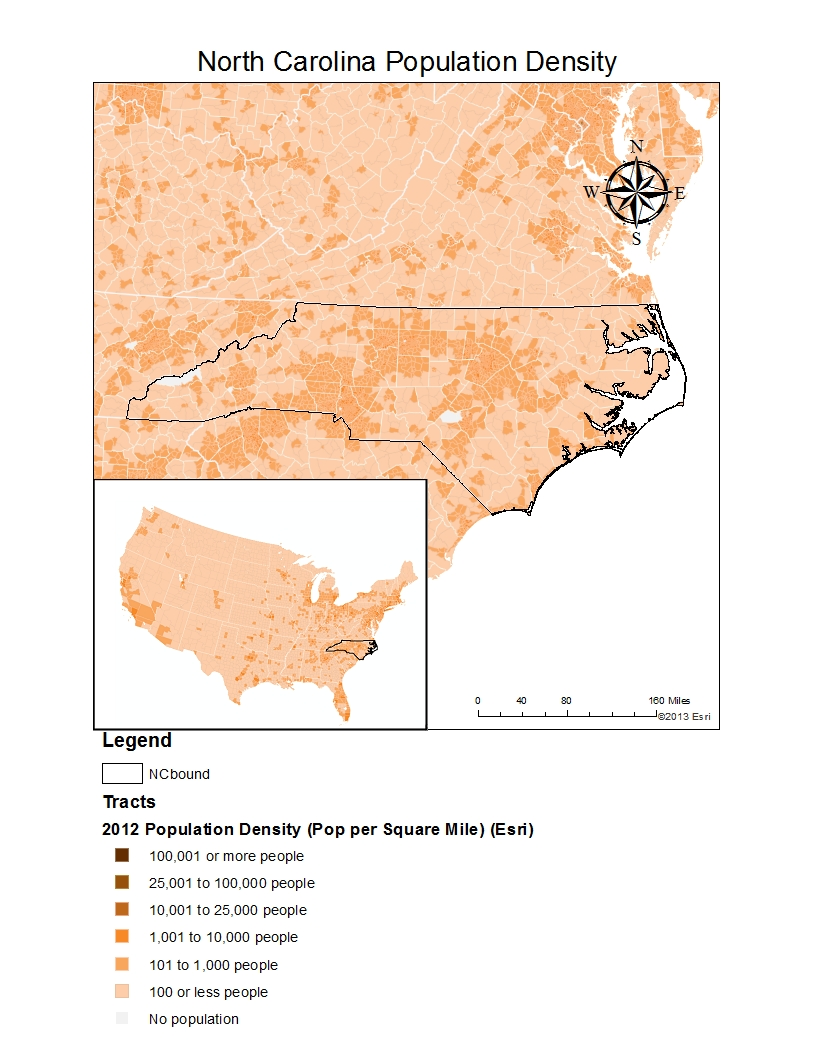 North Carolina Population Density
N
W E
S
0 40 80 160 Miles
©2013 Esri
Legend
NCbound
Tracts
2012 Population Density (Pop per Square Mile) (Esri)
100,001 or more people
25,001 to 100,000 people
10,001 to 25,000 people
1,001 to 10,000 people
101 to 1,000 people
100 or less people
No population